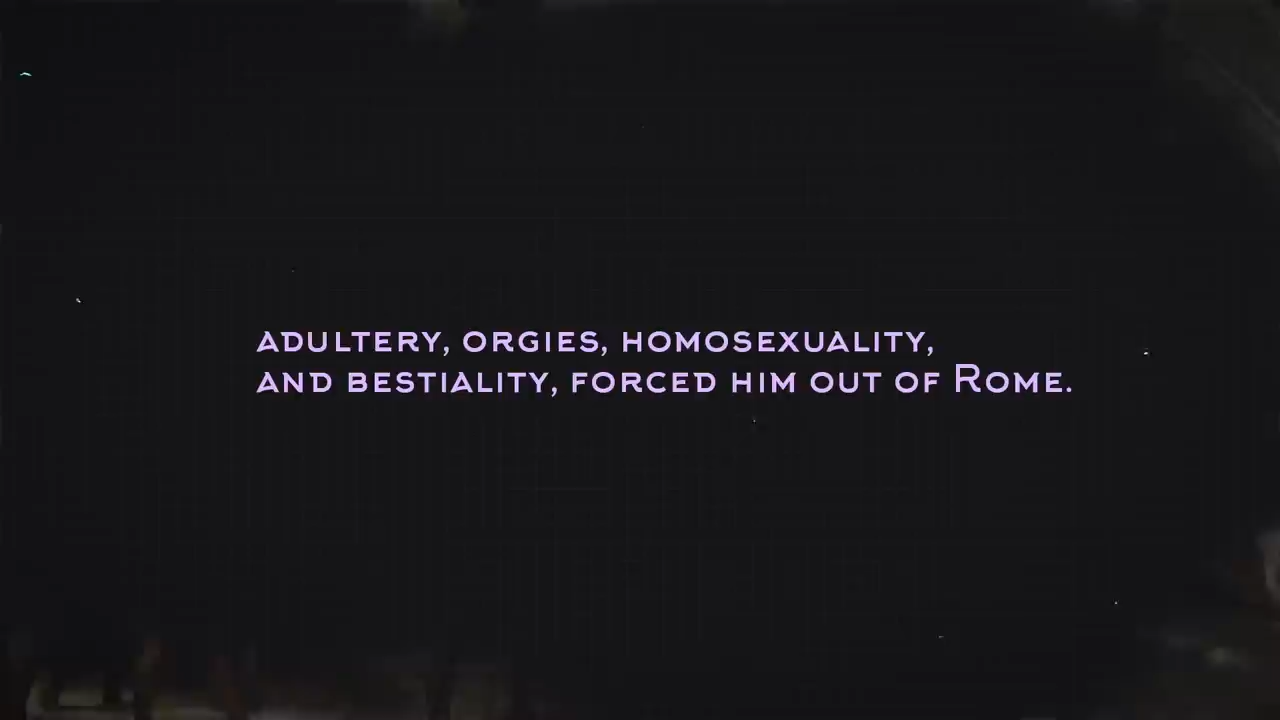 adultery, orgies, homosexuality,
and bestiality, forced him out of Rome.